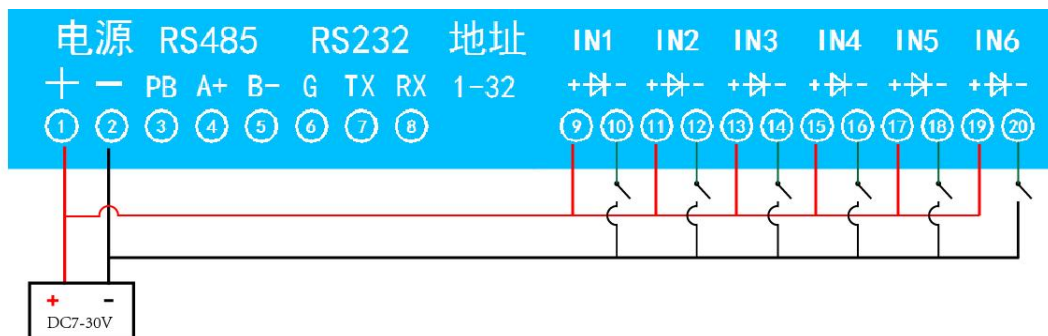 电源 RS485 RS232 地址 IN1 IN2 IN3 IN4 IN5 IN6
+ − PB A+ B− G TX RX 1-32 + - + - + - + - + - + -
1 2 3 4 5 6 7 8 9 10 11 12 13 14 15 16 17 18 19 20
+ -
DC7-30V